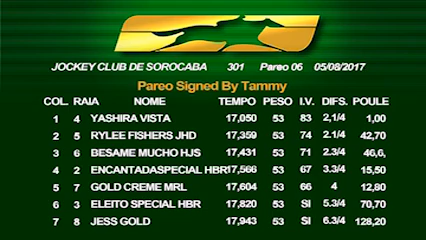 JOCKEY CLUB DE SOROCABA 301 Pareo 06 05/08/2017
Pareo Signed By Tammy
COL. RAIA NOME TEMPO PESO I.V. DIFS. POULE
1 4 YASHIRA VISTA 17,050 53 83 2,1/4 1,00
2 5 RYLEE FISHERS JHD 17,359 53 74 2.1/4 42,70
3 6 BESAME MUCHO HJS 17,431 53 71 2.3/4 46,6,
4 2 ENCANTADASPECIAL HBR 17,566 53 67 3.3/4 15,50
5 7 GOLD CREME MRL 17,604 53 66 4 12,80
6 3 ELEITO SPECIAL HBR 17,820 53 SI 5.3/4 70,70
7 8 JESS GOLD 17,943 53 SI 6.3/4 128,20